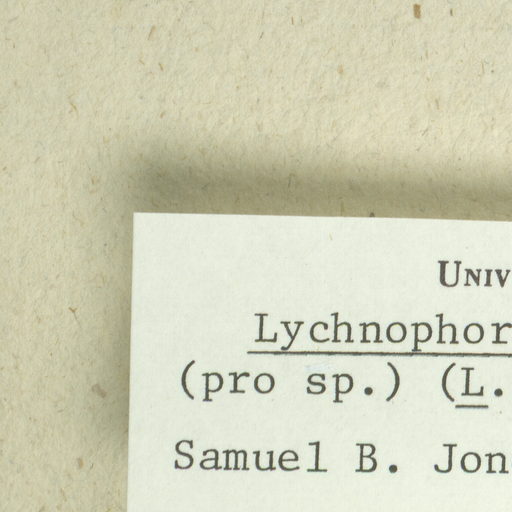 Univ
Lychnophor
(pro sp.) (L.
Samuel B. Jon